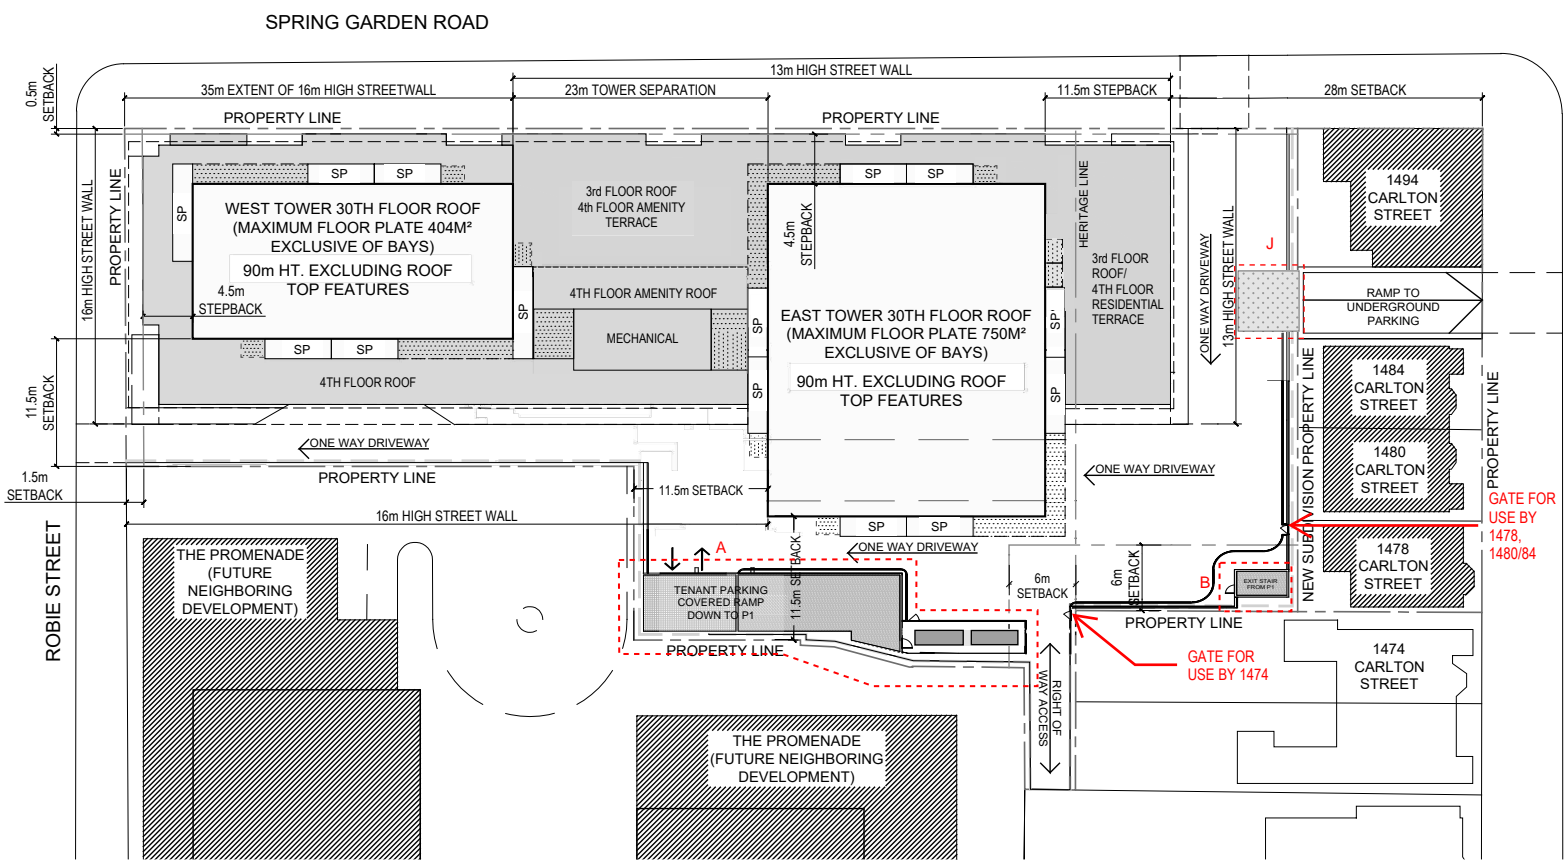 SPRING GARDEN ROAD
13m HIGH STREET WALL
35m EXTENT OF 16m HIGH STREETWALL
23m TOWER SEPARATION
11.5m STEPBACK
28m SETBACK
0.5m
SETBACK
PROPERTY LINE
PROPERTY LINE
16m HIGH STREET WALL
PROPERTY LINE
SP
SP
SP
WEST TOWER 30TH FLOOR ROOF
(MAXIMUM FLOOR PLATE 404M²
EXCLUSIVE OF BAYS)
90m HT. EXCLUDING ROOF
TOP FEATURES
4.5m
STEPBACK
SP
SP
SP
4TH FLOOR ROOF
3rd FLOOR ROOF
4th FLOOR AMENITY
TERRACE
4TH FLOOR AMENITY ROOF
MECHANICAL
SP
SP
4.5m
STEPBACK
EAST TOWER 30TH FLOOR ROOF
(MAXIMUM FLOOR PLATE 750M²
EXCLUSIVE OF BAYS)
90m HT. EXCLUDING ROOF
TOP FEATURES
SP
SP
SP
SP
SP
SP
HERITAGE LINE
3rd FLOOR
ROOF/
4TH FLOOR
RESIDENTIAL
TERRACE
ONE WAY DRIVEWAY
13m HIGH STREET WALL
J
1494
CARLTON
STREET
RAMP TO
UNDERGROUND
PARKING
NEW SUBDIVISION PROPERTY LINE
1484
CARLTON
STREET
1480
CARLTON
STREET
PROPERTY LINE
1478
CARLTON
STREET
GATE FOR
USE BY
1478,
1480/84
11.5m
SETBACK
1.5m
SETBACK
ONE WAY DRIVEWAY
PROPERTY LINE
11.5m SETBACK
16m HIGH STREET WALL
ONE WAY DRIVEWAY
ONE WAY DRIVEWAY
A
11.5m SETBACK
6m
SETBACK
6m
SETBACK
B
EXIT STAIR
FROM P1
TENANT PARKING
COVERED RAMP
DOWN TO P1
PROPERTY LINE
PROPERTY LINE
GATE FOR
USE BY 1474
RIGHT OF
WAY ACCESS
1474
CARLTON
STREET
ROBIE STREET
THE PROMENADE
(FUTURE
NEIGHBORING
DEVELOPMENT)
THE PROMENADE
(FUTURE NEIGHBORING
DEVELOPMENT)